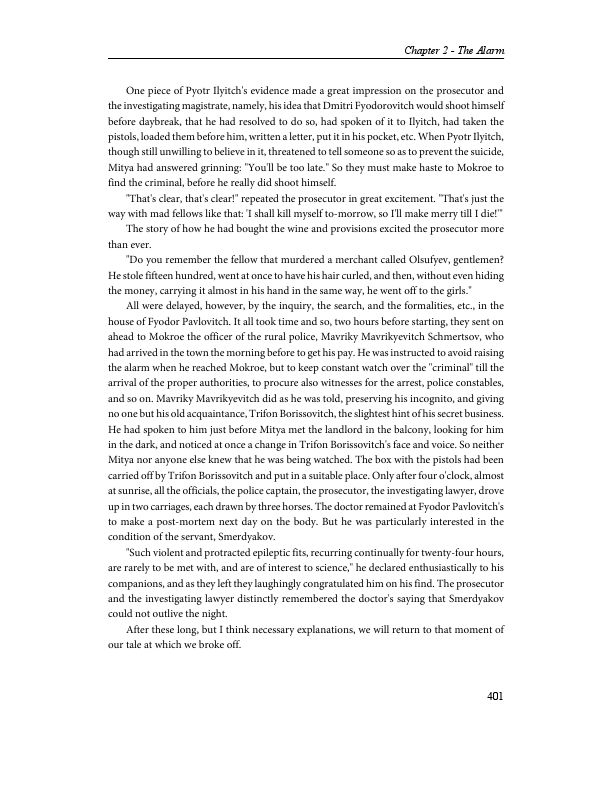 Chapter 2 - The Alarm
One piece of Pyotr Ilyitch's evidence made a great impression on the prosecutor and
the investigating magistrate, namely, his idea that Dmitri Fyodorovitch would shoot himself
before daybreak, that he had resolved to do so, had spoken of it to Ilyitch, had taken the
pistols, loaded them before him, written a letter, put it in his pocket, etc. When Pyotr Ilyitch,
though still unwilling to believe in it, threatened to tell someone so as to prevent the suicide,
Mitya had answered grinning: "You'll be too late." So they must make haste to Mokroe to
find the criminal, before he really did shoot himself.
"That's clear, that's clear!" repeated the prosecutor in great excitement. "That's just the
way with mad fellows like that: 'I shall kill myself to-morrow, so I'll make merry till I die!'"
The story of how he had bought the wine and provisions excited the prosecutor more
than ever.
"Do you remember the fellow that murdered a merchant called Olsufyev, gentlemen?
He stole fifteen hundred, went at once to have his hair curled, and then, without even hiding
the money, carrying it almost in his hand in the same way, he went off to the girls."
All were delayed, however, by the inquiry, the search, and the formalities, etc., in the
house of Fyodor Pavlovitch. It all took time and so, two hours before starting, they sent on
ahead to Mokroe the officer of the rural police, Mavriky Mavrikyevitch Schmertsov, who
had arrived in the town the morning before to get his pay. He was instructed to avoid raising
the alarm when he reached Mokroe, but to keep constant watch over the "criminal" till the
arrival of the proper authorities, to procure also witnesses for the arrest, police constables,
and so on. Mavriky Mavrikyevitch did as he was told, preserving his incognito, and giving
no one but his old acquaintance, Trifon Borissovitch, the slightest hint of his secret business.
He had spoken to him just before Mitya met the landlord in the balcony, looking for him
in the dark, and noticed at once a change in Trifon Borissovitch's face and voice. So neither
Mitya nor anyone else knew that he was being watched. The box with the pistols had been
carried off by Trifon Borissovitch and put in a suitable place. Only after four o'clock, almost
at sunrise, all the officials, the police captain, the prosecutor, the investigating lawyer, drove
up in two carriages, each drawn by three horses. The doctor remained at Fyodor Pavlovitch's
to make a post-mortem next day on the body. But he was particularly interested in the
condition of the servant, Smerdyakov.
"Such violent and protracted epileptic fits, recurring continually for twenty-four hours,
are rarely to be met with, and are of interest to science," he declared enthusiastically to his
companions, and as they left they laughingly congratulated him on his find. The prosecutor
and the investigating lawyer distinctly remembered the doctor's saying that Smerdyakov
could not outlive the night.
After these long, but I think necessary explanations, we will return to that moment of
our tale at which we broke off.
401